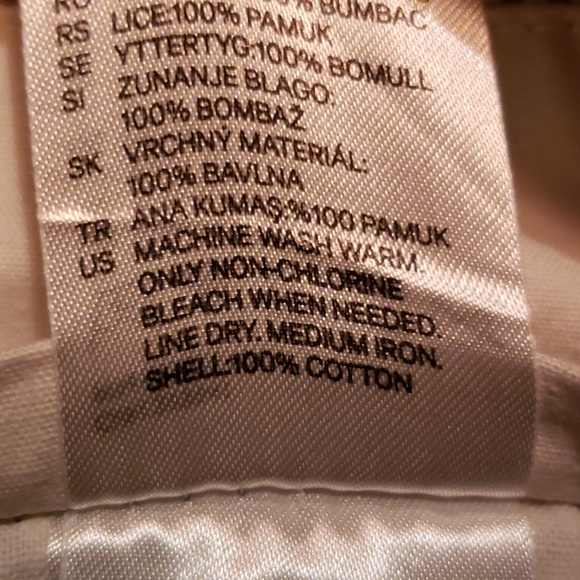 100% BUMBAC
RS LICE:100% PAMUK
SE YTTERTYG:100% BOMULL
SI ZUNANJE BLAGO:
100% BOMBAŽ
SK VRCHNÝ MATERIÁL:
100% BAVLNA
TR ANA KUMAŞ:%100 PAMUK
US MACHINE WASH WARM.
ONLY NON-CHLORINE
BLEACH WHEN NEEDED.
LINE DRY. MEDIUM IRON.
SHELL:100% COTTON